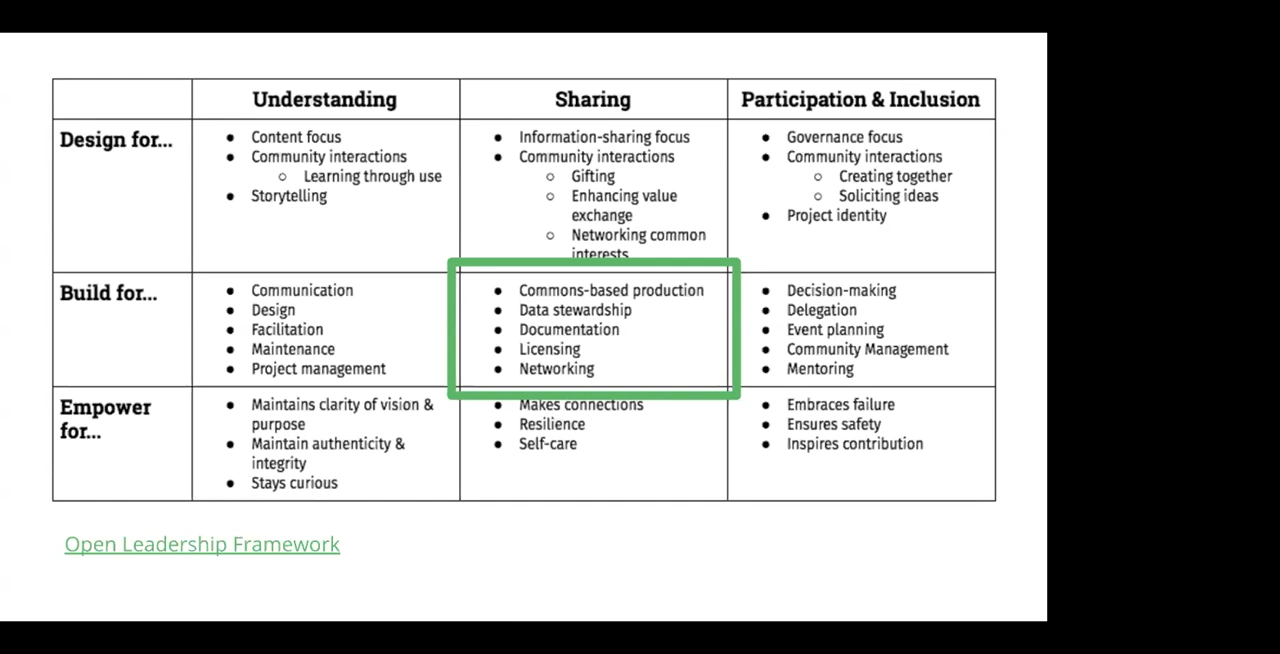 Understanding
Sharing
Participation & Inclusion
Design for...
Content focus
Community interactions
Learning through use
Storytelling
Information-sharing focus
Community interactions
Gifting
Enhancing value
exchange
Networking common
interests
Governance focus
Community interactions
Creating together
Soliciting ideas
Project identity
Build for...
Communication
Design
Facilitation
Maintenance
Project management
Commons-based production
Data stewardship
Documentation
Licensing
Networking
Decision-making
Delegation
Event planning
Community Management
Mentoring
Empower
for...
Maintains clarity of vision &
purpose
Maintain authenticity &
integrity
Stays curious
Makes connections
Resilience
Self-care
Embraces failure
Ensures safety
Inspires contribution
Open Leadership Framework